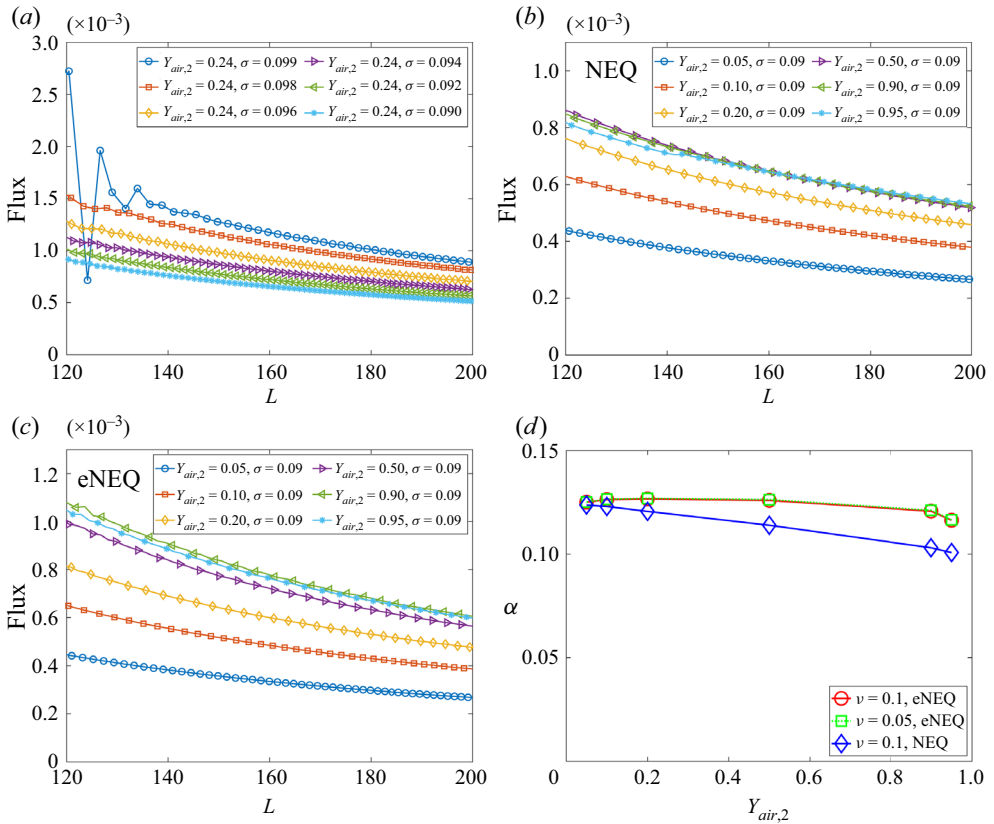 (a) (×10⁻³)
3.0
2.5
2.0
1.5
1.0
0.5
0
Flux
Y_air,2 = 0.24, σ = 0.099 Y_air,2 = 0.24, σ = 0.094
Y_air,2 = 0.24, σ = 0.098 Y_air,2 = 0.24, σ = 0.092
Y_air,2 = 0.24, σ = 0.096 Y_air,2 = 0.24, σ = 0.090
120 140 160 180 200
L
(b) (×10⁻³)
1.0
0.8
0.6
0.4
0.2
0
Flux
NEQ
Y_air,2 = 0.05, σ = 0.09 Y_air,2 = 0.50, σ = 0.09
Y_air,2 = 0.10, σ = 0.09 Y_air,2 = 0.90, σ = 0.09
Y_air,2 = 0.20, σ = 0.09 Y_air,2 = 0.95, σ = 0.09
120 140 160 180 200
L
(c) (×10⁻³)
1.2
1.0
0.8
0.6
0.4
0.2
0
Flux
eNEQ
Y_air,2 = 0.05, σ = 0.09 Y_air,2 = 0.50, σ = 0.09
Y_air,2 = 0.10, σ = 0.09 Y_air,2 = 0.90, σ = 0.09
Y_air,2 = 0.20, σ = 0.09 Y_air,2 = 0.95, σ = 0.09
120 140 160 180 200
L
(d)
0.15
0.10
0.05
α
ν = 0.1, eNEQ
ν = 0.05, eNEQ
ν = 0.1, NEQ
0 0.2 0.4 0.6 0.8 1.0
Y_air,2